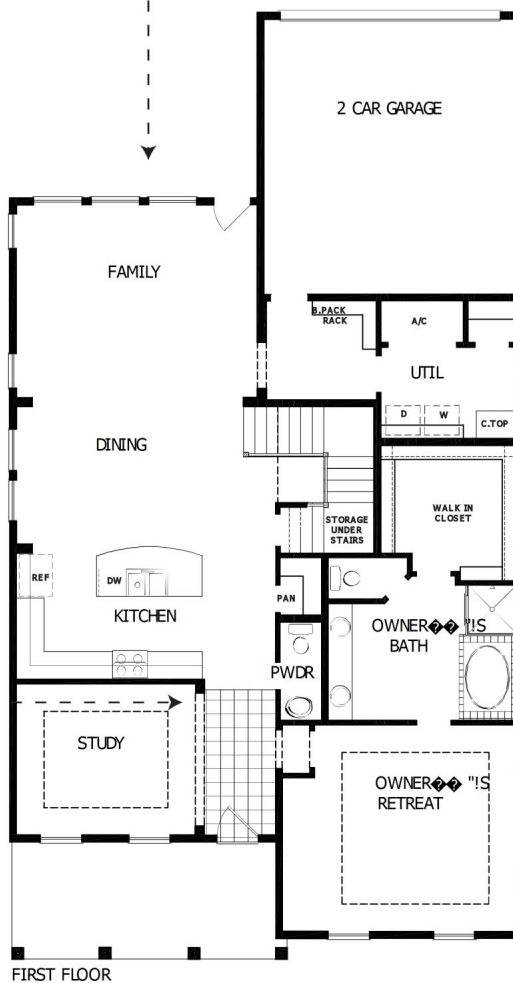 2 CAR GARAGE
FAMILY
B.PACK
RACK
A/C
UTIL
D
W
C.TOP
DINING
WALK IN
CLOSET
STORAGE
UNDER
STAIRS
REF
DW
PAN
KITCHEN
OWNER�� "!S
BATH
PWDR
STUDY
OWNER�� "!S
RETREAT
FIRST FLOOR